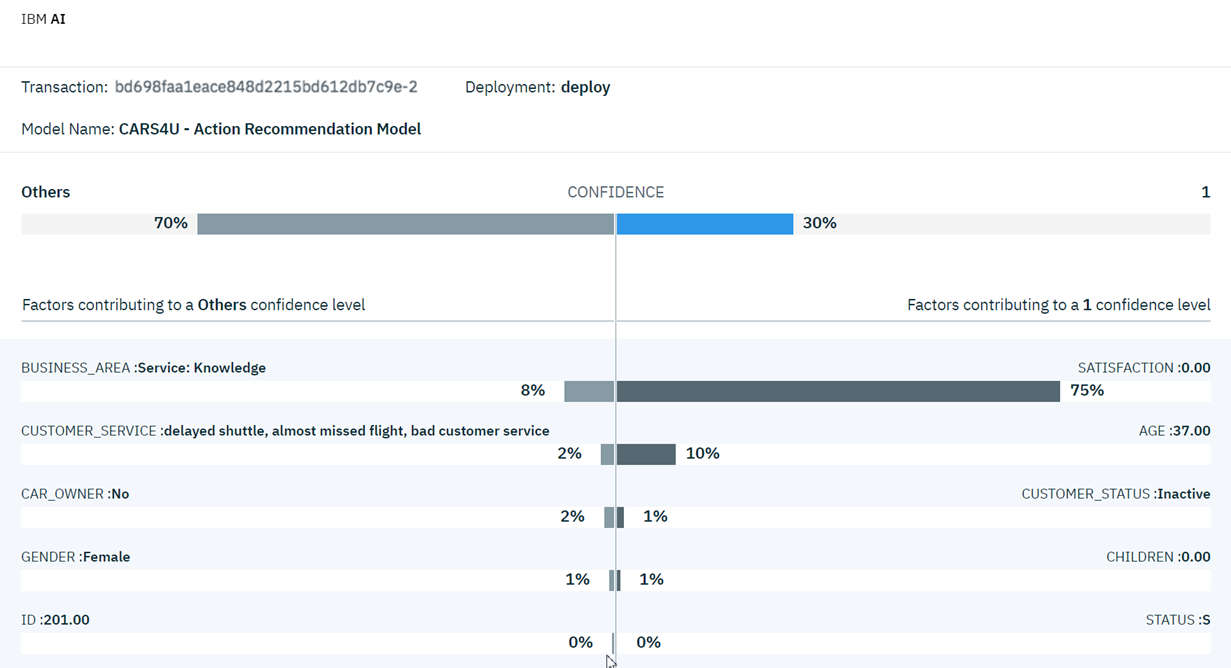 IBM AI
Transaction: bd698faa1eace848d2215bd612db7c9e-2 Deployment: deploy
Model Name: CARS4U - Action Recommendation Model
Others CONFIDENCE 1
70% 30%
Factors contributing to a Others confidence level Factors contributing to a 1 confidence level
BUSINESS_AREA :Service: Knowledge SATISFACTION :0.00
8% 75%
CUSTOMER_SERVICE :delayed shuttle, almost missed flight, bad customer service AGE :37.00
2% 10%
CAR_OWNER :No CUSTOMER_STATUS :Inactive
2% 1%
GENDER :Female CHILDREN :0.00
1% 1%
ID :201.00 STATUS :S
0% 0%